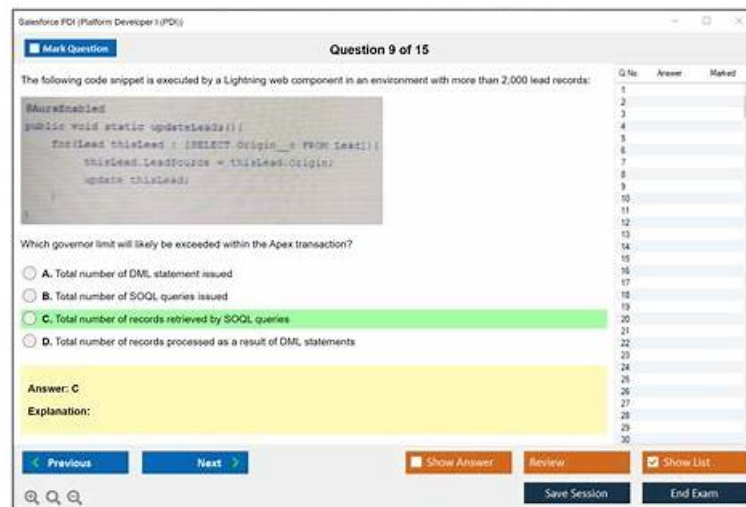 Salesforce PDI (Platform Developer I (PDI))
Mark Question
Question 9 of 15
The following code snippet is executed by a Lightning web component in an environment with more than 2,000 lead records:
@AuraEnabled
public void static updateLeads(){
for(Lead thisLead : [SELECT Origin__c FROM Lead]){
thisLead.LeadSource = thisLead.Origin;
update thisLead;
}
}
Which governor limit will likely be exceeded within the Apex transaction?
A. Total number of DML statement issued
B. Total number of SOQL queries issued
C. Total number of records retrieved by SOQL queries
D. Total number of records processed as a result of DML statements
Answer: C
Explanation:
Q.No. Answer Marked
1
2
3
4
5
6
7
8
9
10
11
12
13
14
15
16
17
18
19
20
21
22
23
24
25
26
27
28
29
30
Previous
Next
Show Answer
Review
Show List
Save Session
End Exam